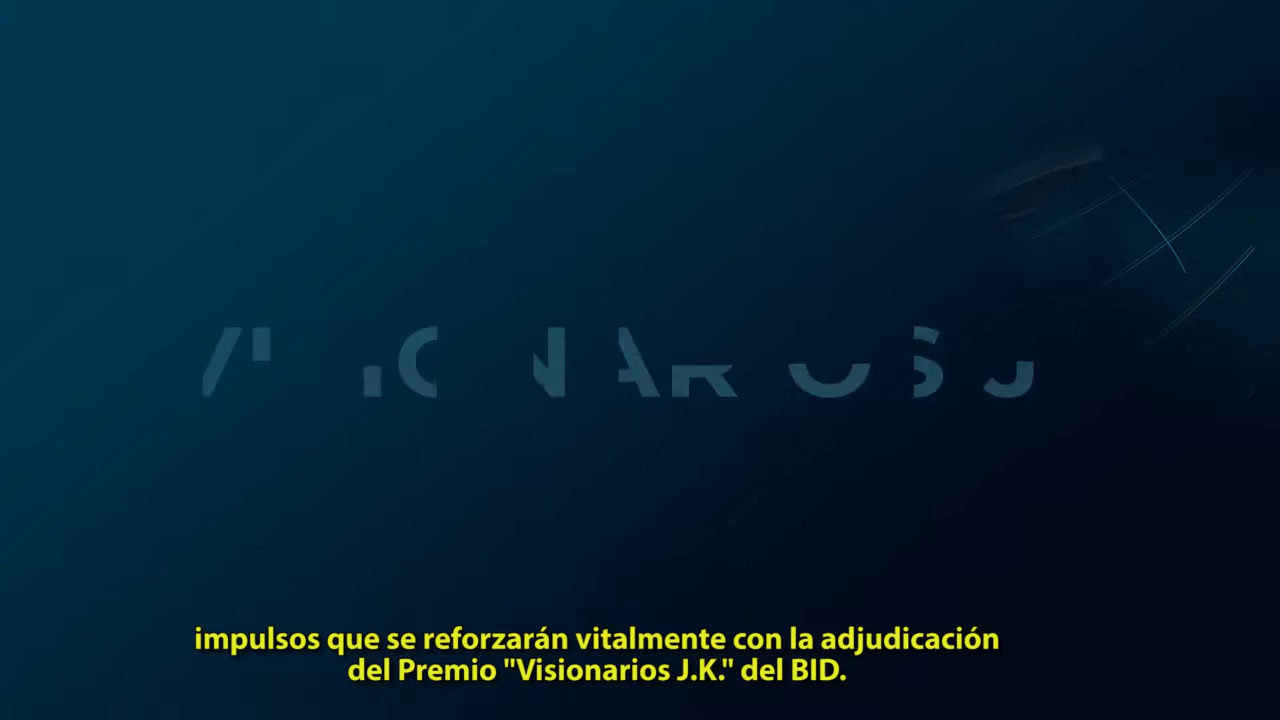 impulsos que se reforzarán vitalmente con la adjudicación
del Premio "Visionarios J.K." del BID.